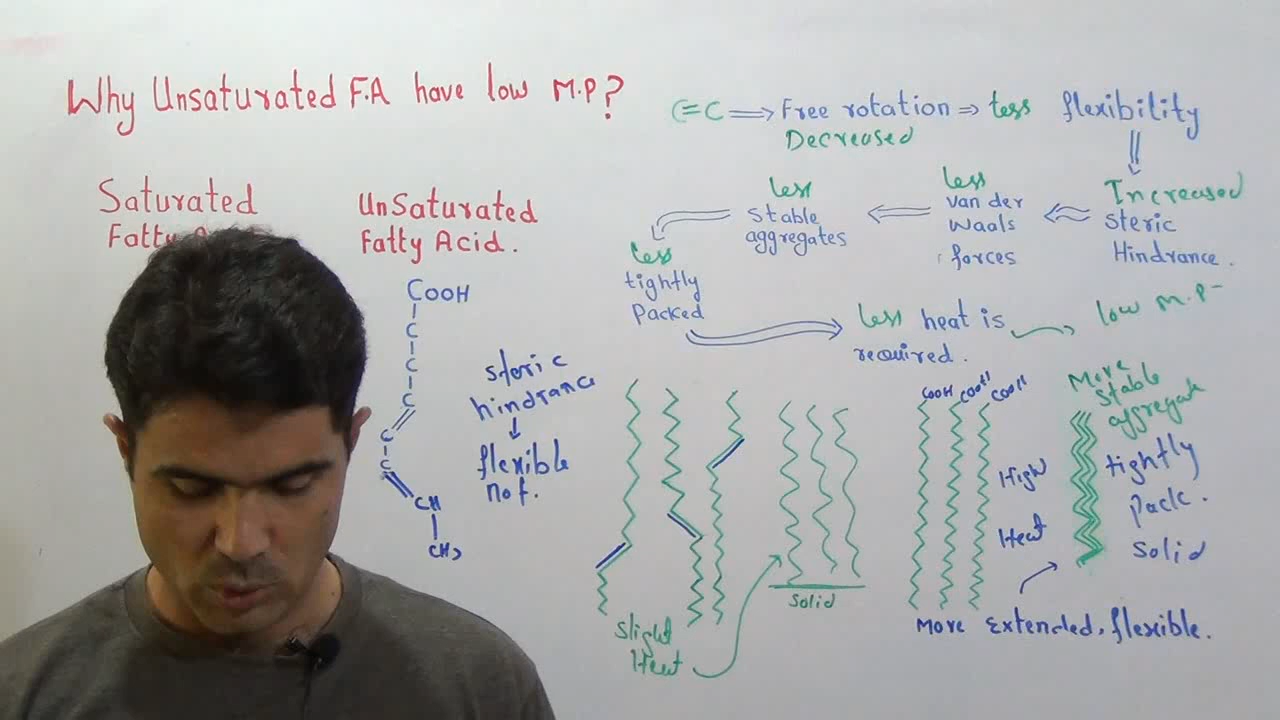 Why Unsaturated F.A have low M.P?
C=C ⟹ Free rotation ⇒ less flexibility
Decreased
Saturated
Fatty
UnSaturated
Fatty Acid.
Increased
steric
Hindrance.
less
van der
Waals
forces
less
Stable
aggregates
less
tightly
Packed
less heat is
required.
low M.P-
COOH
C
C
C
C
C
C
CH
CH3
steric
hindrance
↓
flexible
not.
Slight
Heat
Solid
COOH COOH COOH
High
Heat
More
stable
aggregate
tightly
pack.
Solid
More Extended, flexible.